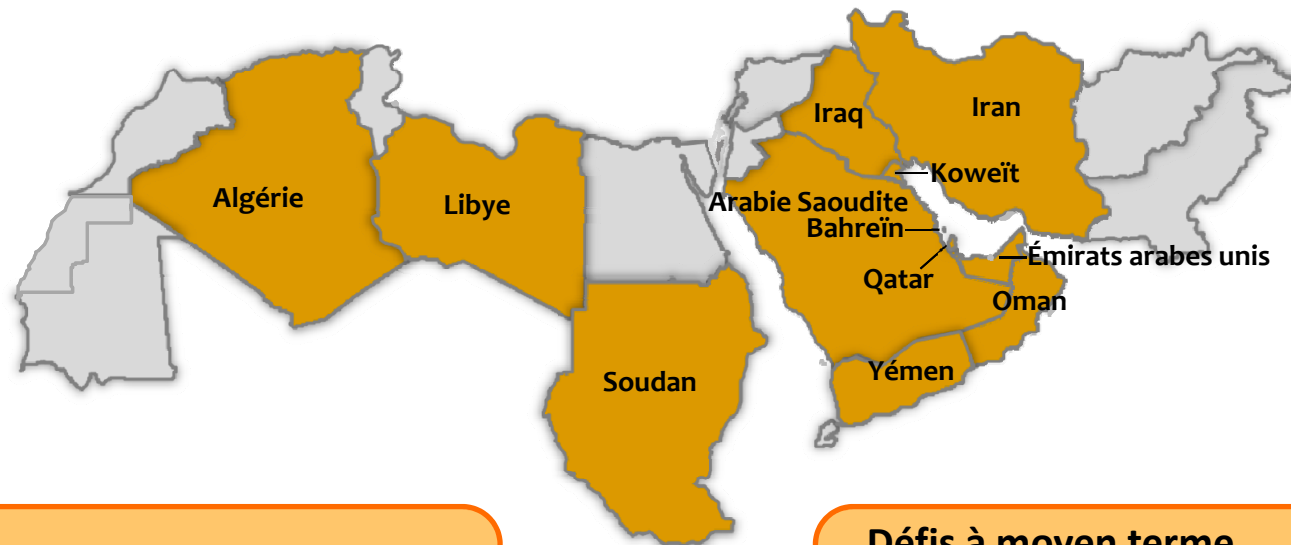 Iraq
Iran
Koweït
Algérie
Libye
Arabie Saoudite
Bahreïn
Émirats arabes unis
Qatar
Oman
Yémen
Soudan
Défis à moyen terme